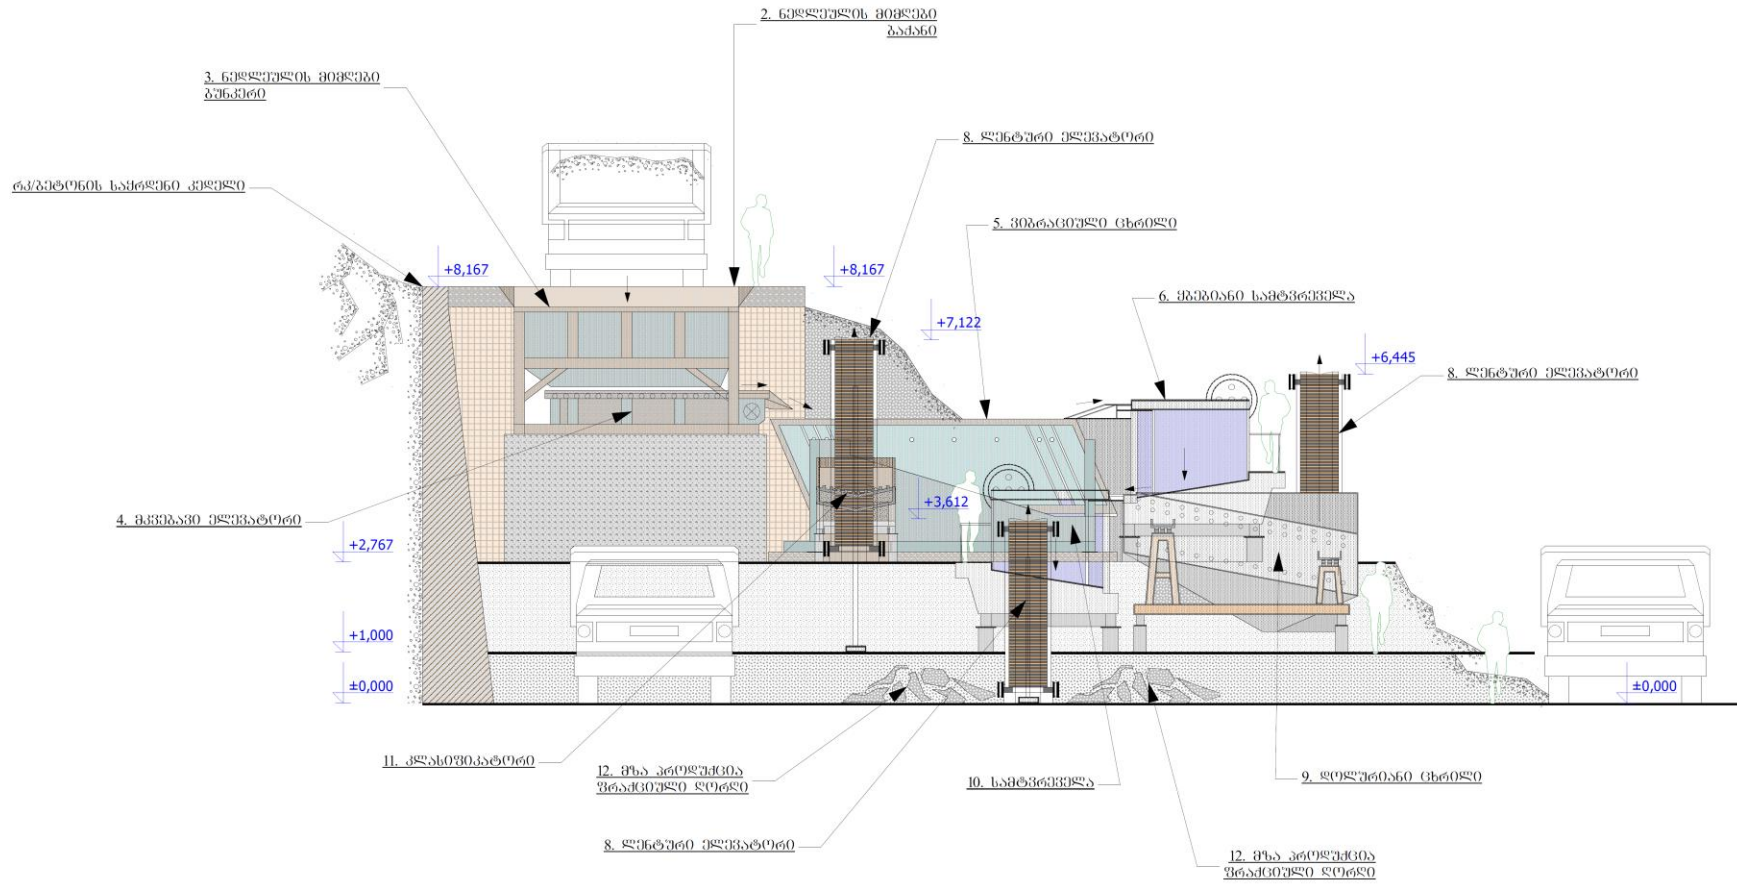 2. ნედლეულის მიმღები
ბაქანი
3. ნედლეულის მიმღები
ბუნკერი
8. ლენტური ელევატორი
რკ/ბეტონის საყრდენი კედელი
5. ვიბრაციული ცხრილი
+8,167
+8,167
6. ყბებიანი სამტვრეველა
+7,122
+6,445
8. ლენტური ელევატორი
+3,612
4. მკვებავი ელევატორი
+2,767
+1,000
±0,000
±0,000
11. კლასიფიკატორი
12. მზა პროდუქცია
ფრაქციული ღორღი
10. სამტვრეველა
9. დოლურიანი ცხრილი
8. ლენტური ელევატორი
12. მზა პროდუქცია
ფრაქციული ღორღი